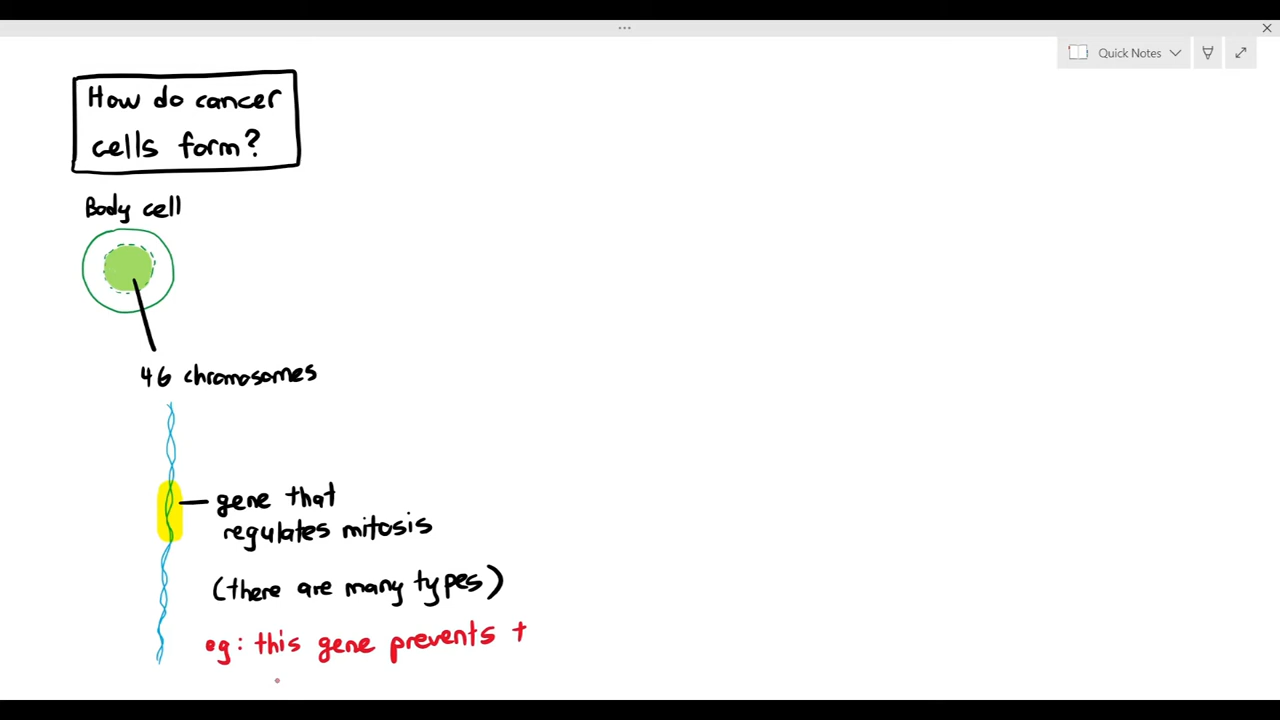 Quick Notes
How do cancer
cells form?
Body cell
46 chromosomes
gene that
regulates mitosis
(there are many types)
eg: this gene prevents t